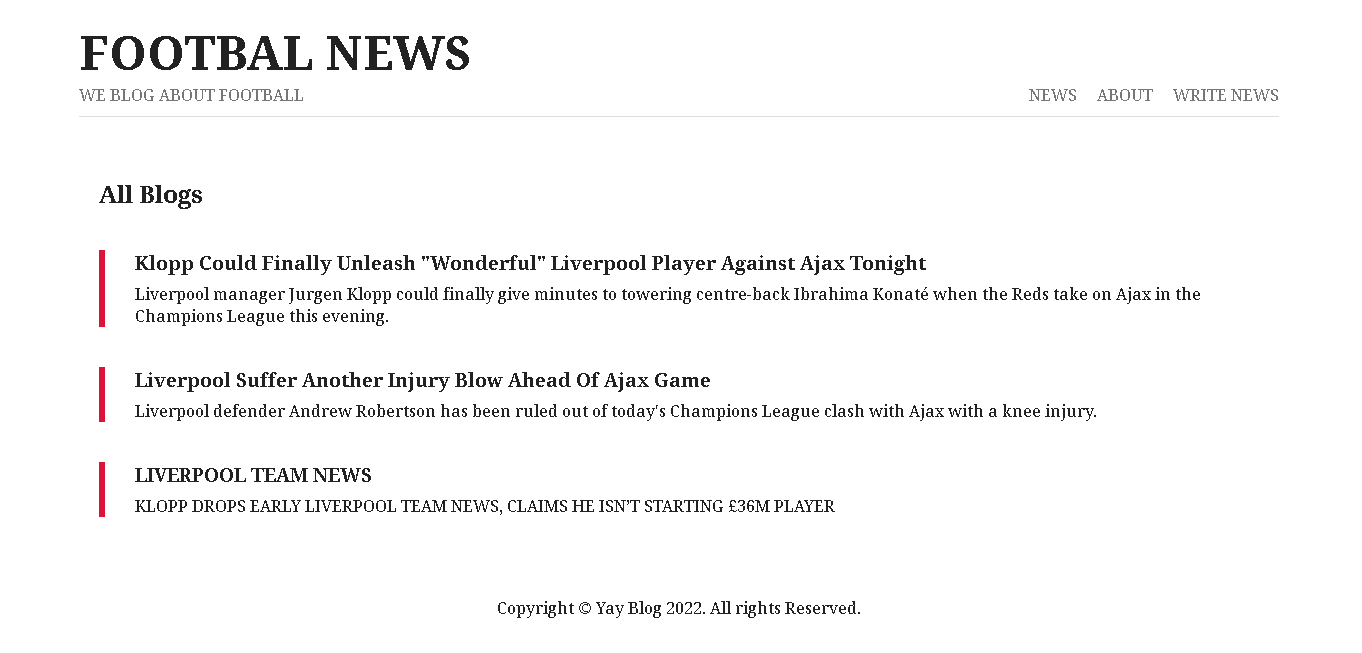 FOOTBAL NEWS
WE BLOG ABOUT FOOTBALL
NEWS ABOUT WRITE NEWS
All Blogs
Klopp Could Finally Unleash "Wonderful" Liverpool Player Against Ajax Tonight
Liverpool manager Jurgen Klopp could finally give minutes to towering centre-back Ibrahima Konaté when the Reds take on Ajax in the
Champions League this evening.
Liverpool Suffer Another Injury Blow Ahead Of Ajax Game
Liverpool defender Andrew Robertson has been ruled out of today's Champions League clash with Ajax with a knee injury.
LIVERPOOL TEAM NEWS
KLOPP DROPS EARLY LIVERPOOL TEAM NEWS, CLAIMS HE ISN’T STARTING £36M PLAYER
Copyright © Yay Blog 2022. All rights Reserved.